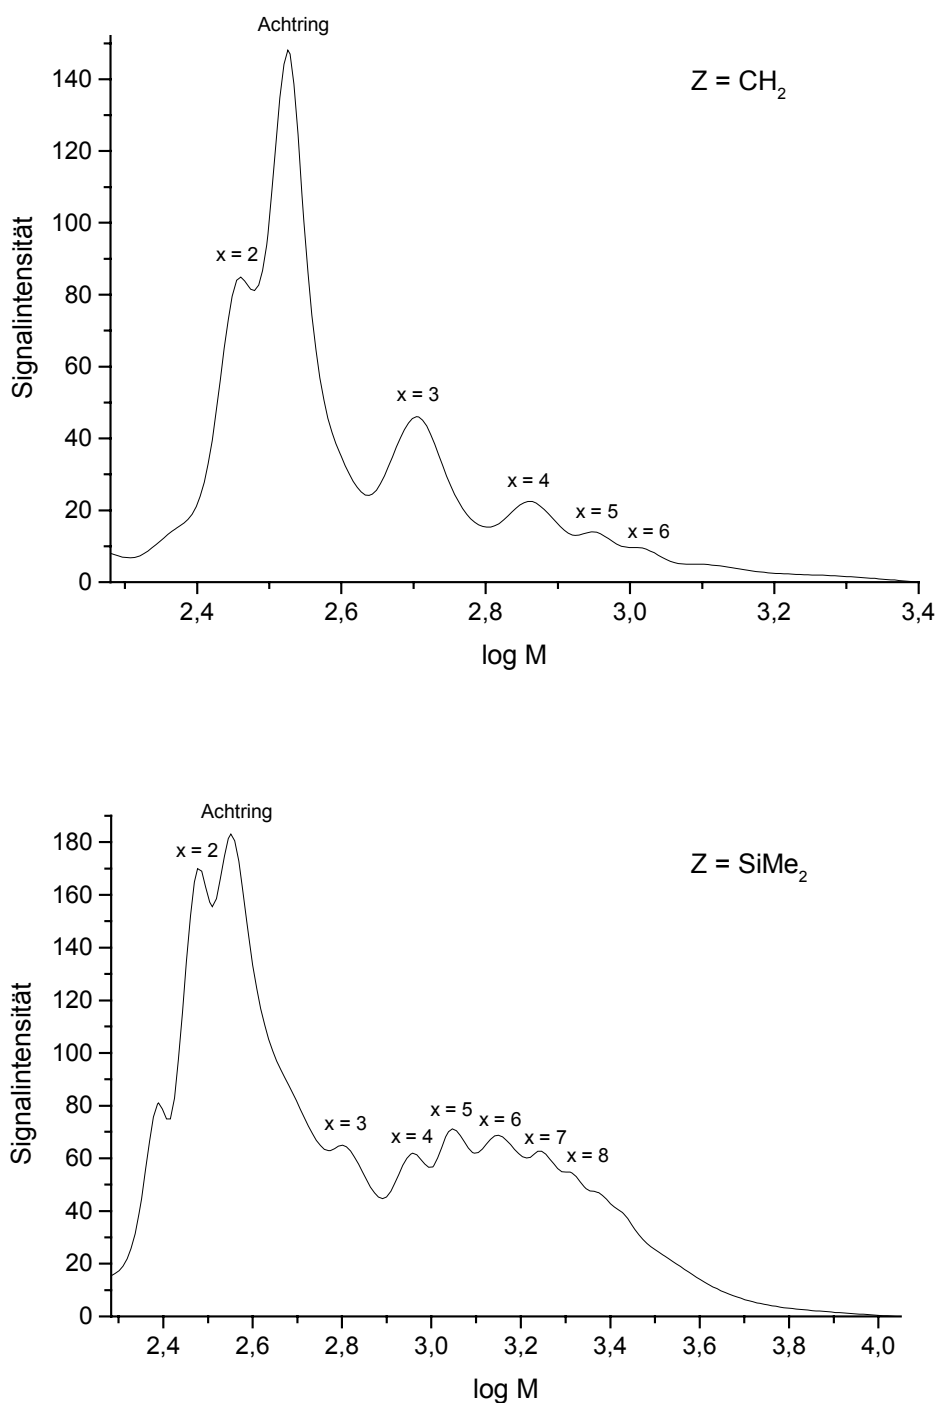 Achtring
Z = CH2
x = 2
x = 3
x = 4
x = 5
x = 6
Signalintensität
140
120
100
80
60
40
20
0
2,4 2,6 2,8 3,0 3,2 3,4
log M
Achtring
Z = SiMe2
x = 2
x = 3
x = 4
x = 5
x = 6
x = 7
x = 8
Signalintensität
180
160
140
120
100
80
60
40
20
0
2,4 2,6 2,8 3,0 3,2 3,4 3,6 3,8 4,0
log M